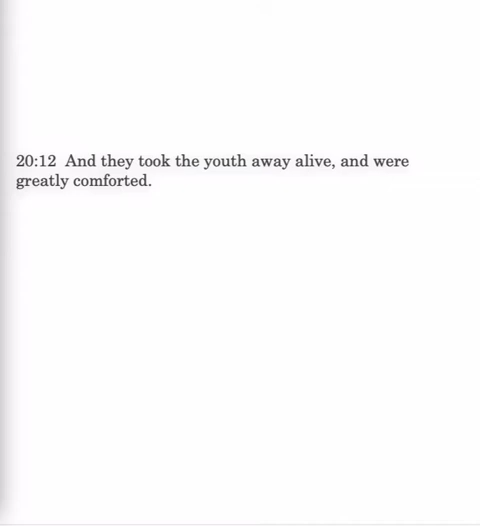 20:12 And they took the youth away alive, and were
greatly comforted.